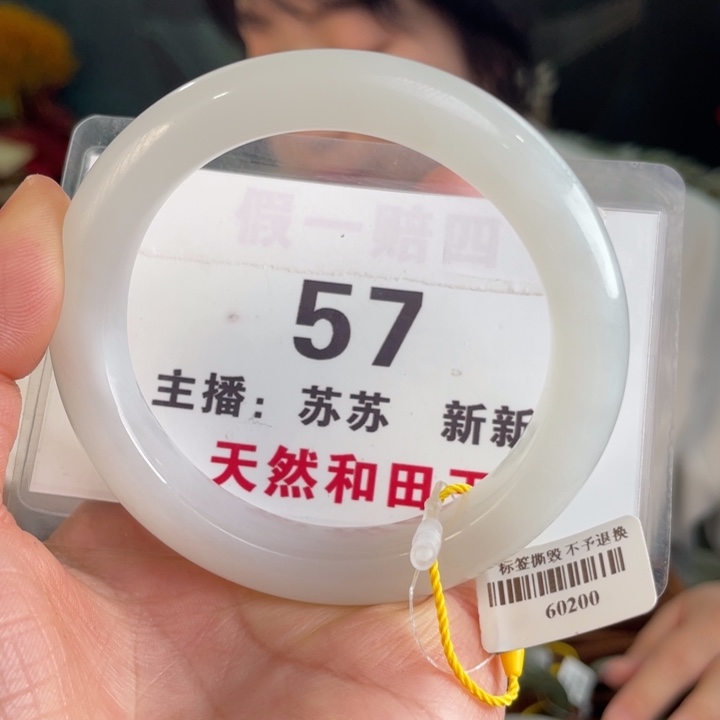 假一赔四
57
主播：苏苏 新新
天然和田
标签撕毁 不予退换
60200